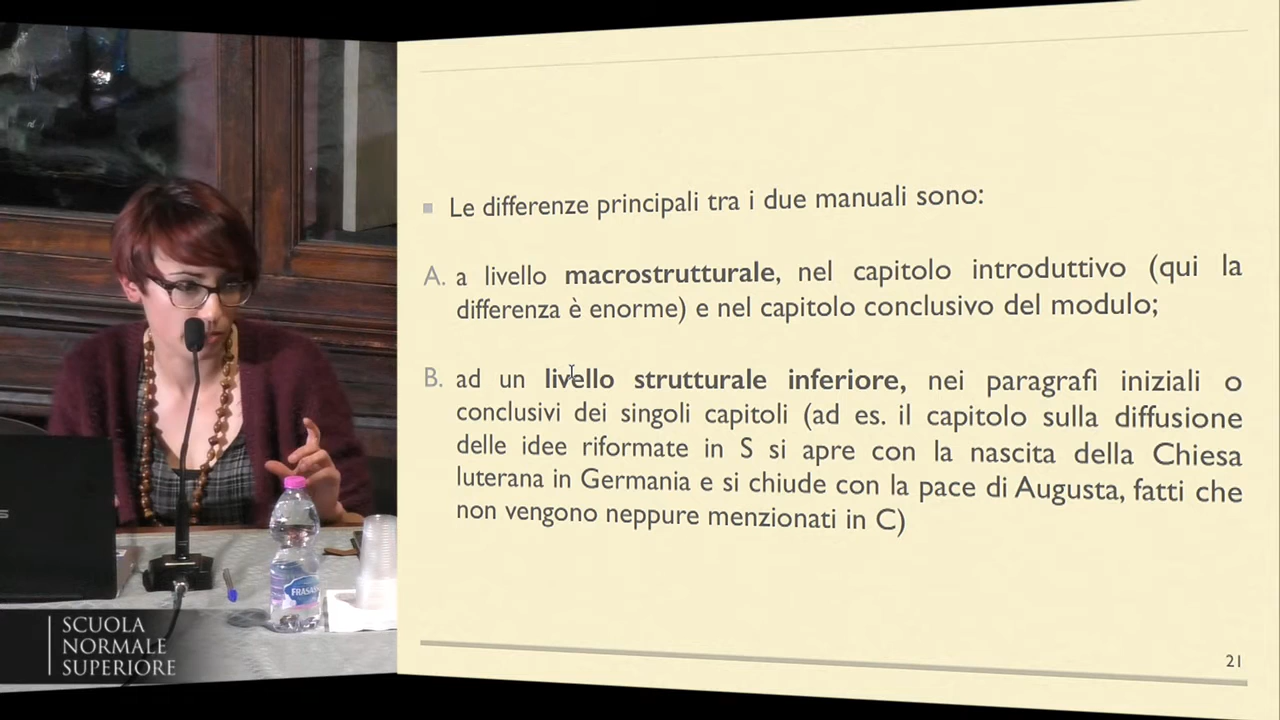 Le differenze principali tra i due manuali sono:
A. a livello macrostrutturale, nel capitolo introduttivo (qui la
differenza è enorme) e nel capitolo conclusivo del modulo;
B. ad un livello strutturale inferiore, nei paragrafi iniziali o
conclusivi dei singoli capitoli (ad es. il capitolo sulla diffusione
delle idee riformate in S si apre con la nascita della Chiesa
luterana in Germania e si chiude con la pace di Augusta, fatti che
non vengono neppure menzionati in C)
21
SCUOLA
NORMALE
SUPERIORE